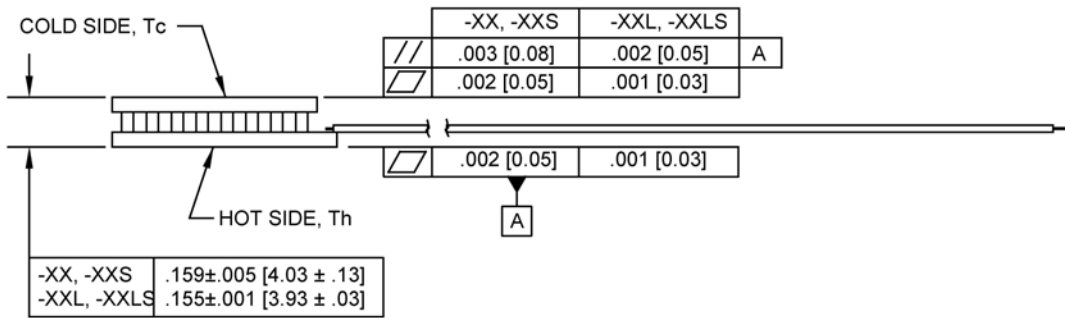 -XX, -XXS -XXL, -XXLS
COLD SIDE, Tc
// .003 [0.08] .002 [0.05] A
.002 [0.05] .001 [0.03]
.002 [0.05] .001 [0.03]
A
HOT SIDE, Th
-XX, -XXS .159±.005 [4.03 ± .13]
-XXL, -XXLS .155±.001 [3.93 ± .03]